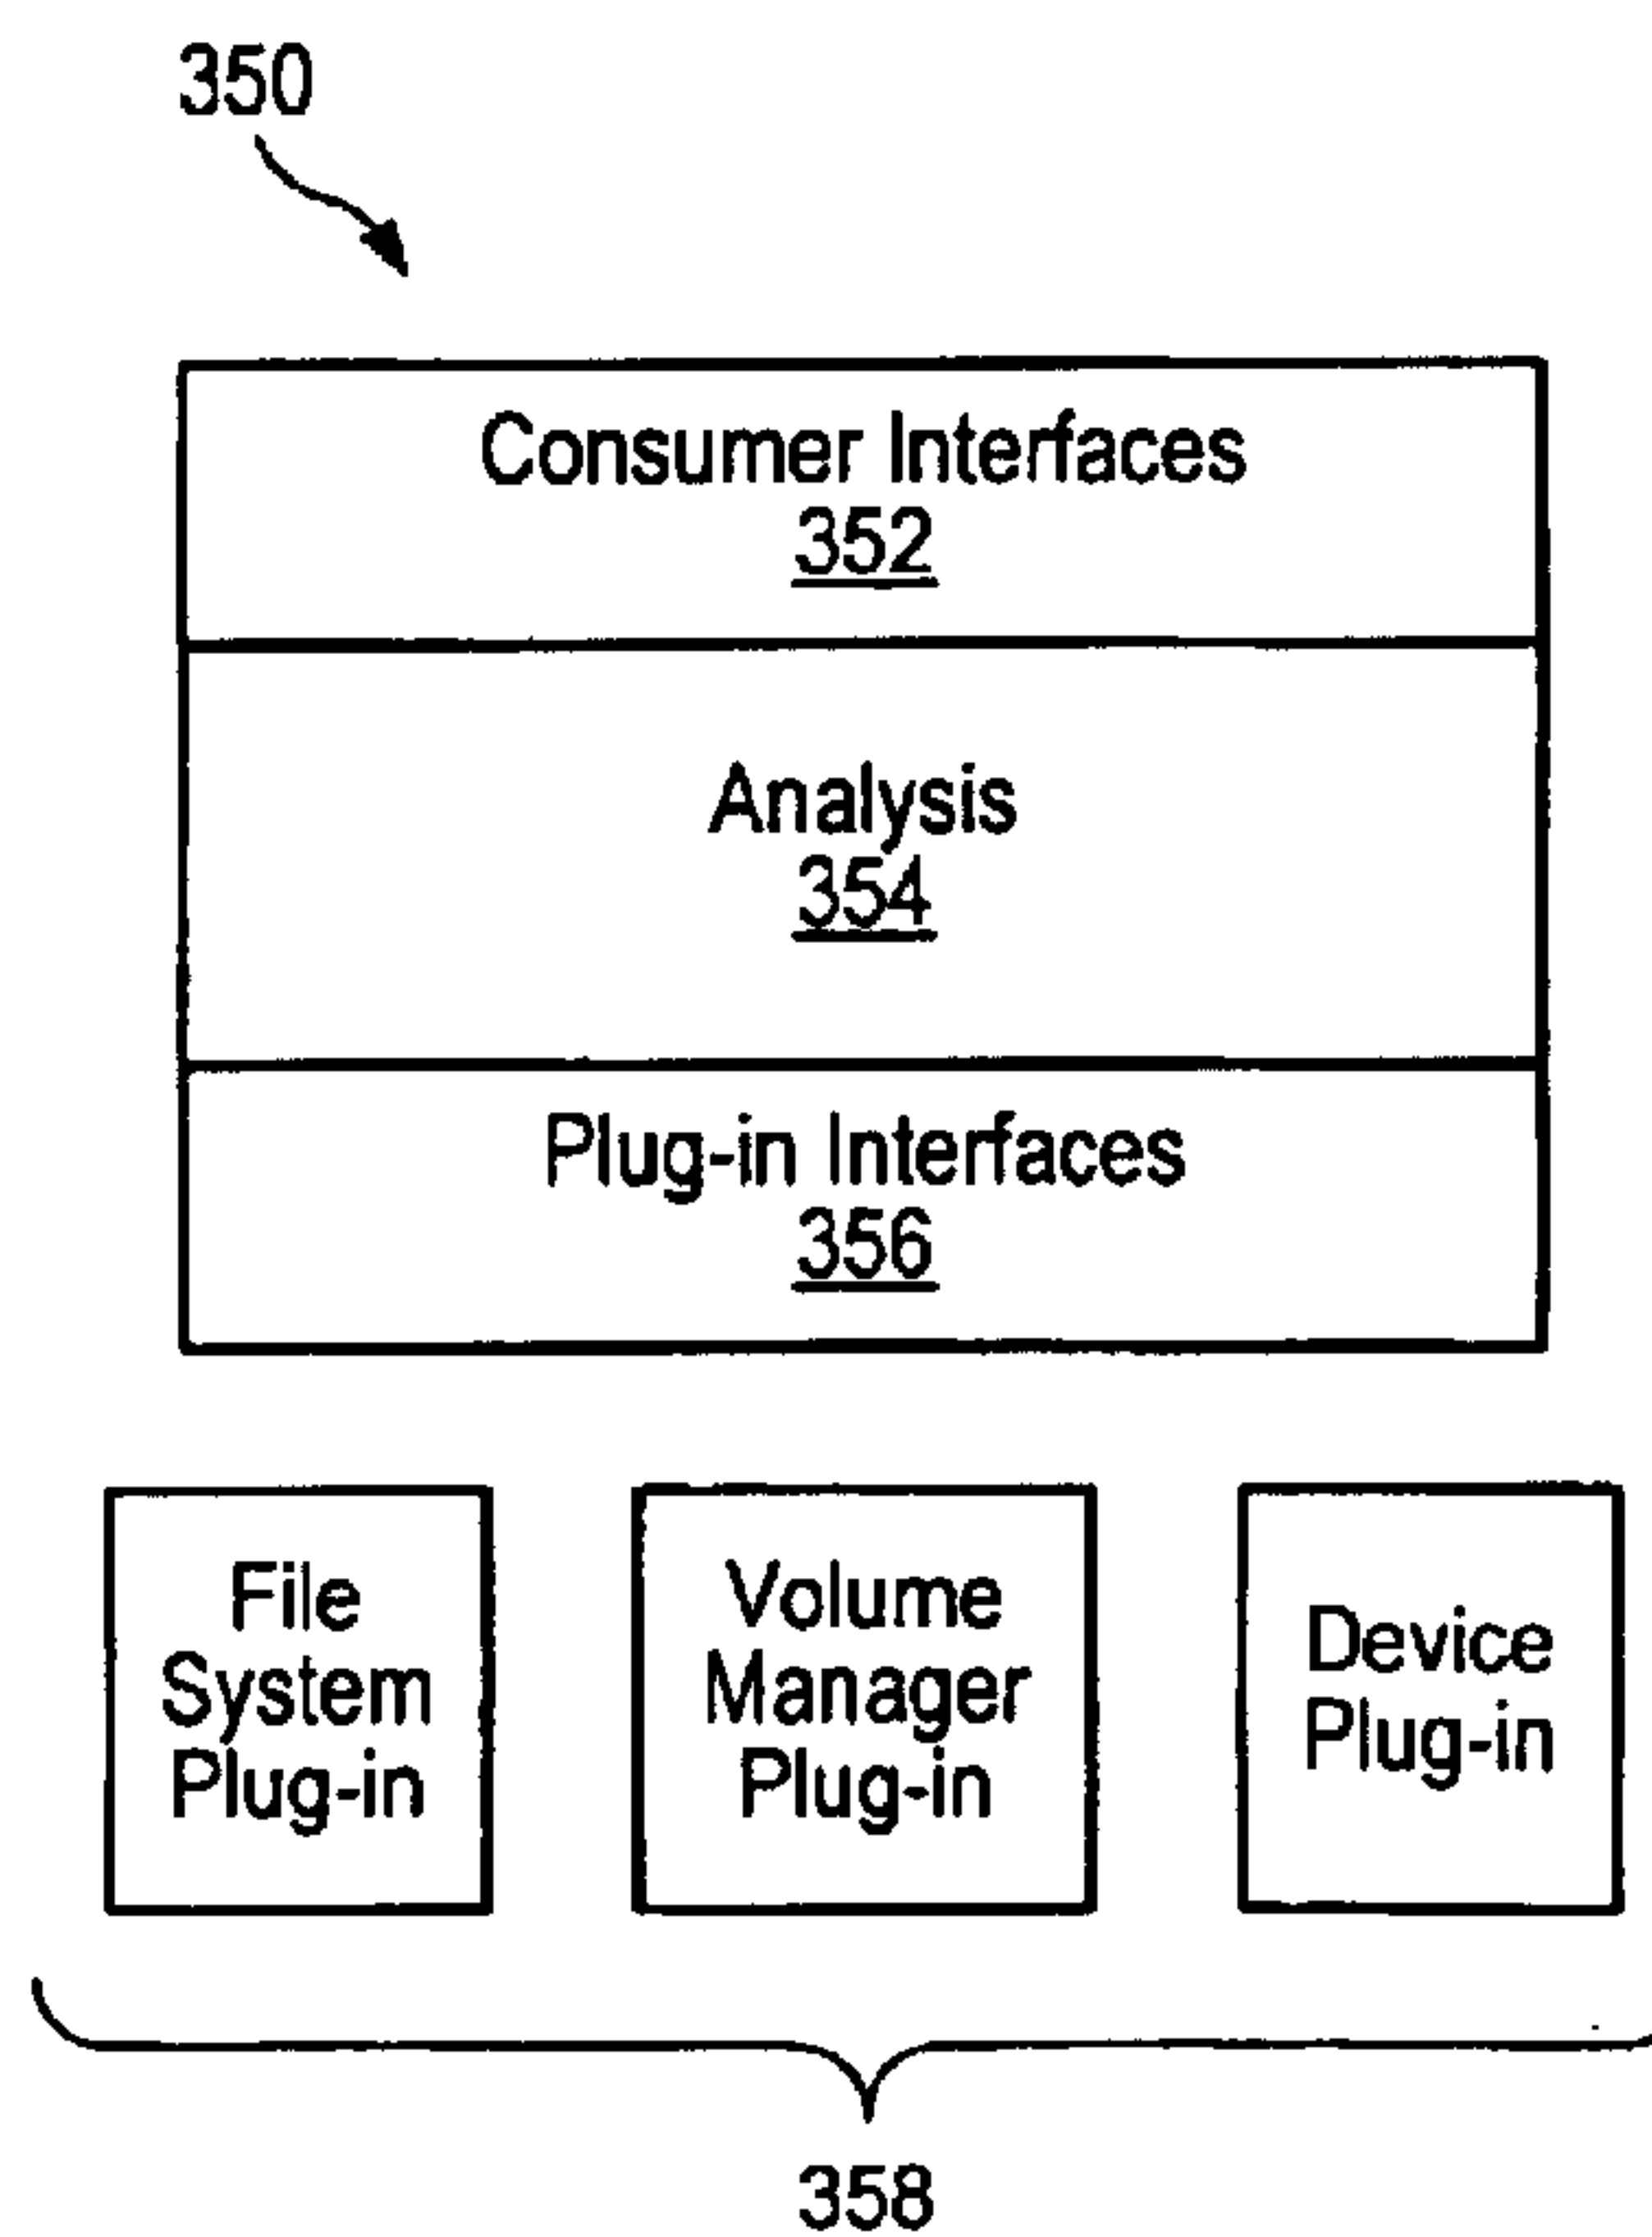 350
Consumer Interfaces
352
Analysis
354
Plug-in Interfaces
356
File
System
Plug-in
Volume
Manager
Plug-in
Device
Plug-in
358